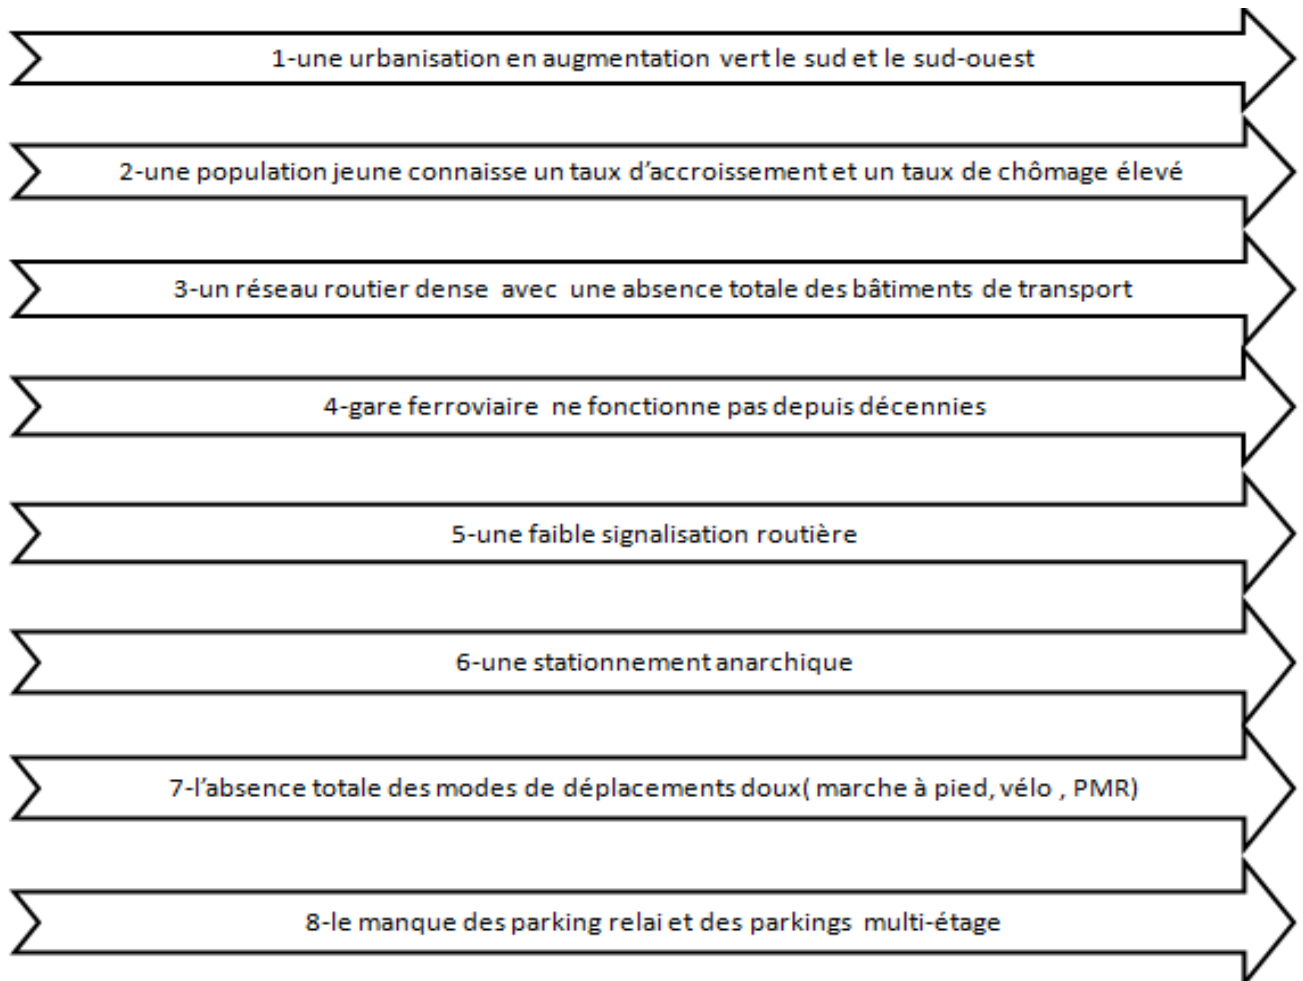 1-une urbanisation en augmentation vert le sud et le sud-ouest
2-une population jeune connaisse un taux d’accroissement et un taux de chômage élevé
3-un réseau routier dense avec une absence totale des bâtiments de transport
4-gare ferroviaire ne fonctionne pas depuis décennies
5-une faible signalisation routière
6-une stationnement anarchique
7-l’absence totale des modes de déplacements doux( marche à pied, vélo , PMR)
8-le manque des parking relai et des parkings multi-étage